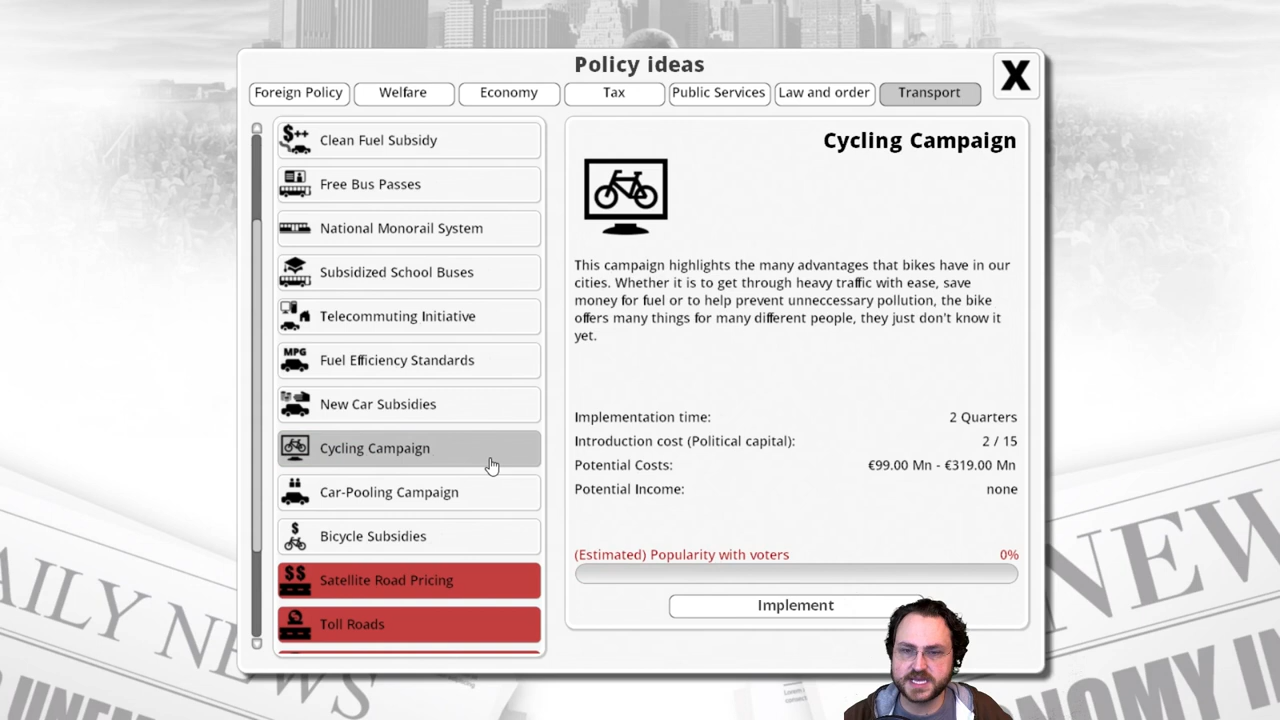 Policy ideas
X
Foreign Policy
Welfare
Economy
Tax
Public Services
Law and order
Transport
$++
Clean Fuel Subsidy
Free Bus Passes
National Monorail System
Subsidized School Buses
Telecommuting Initiative
MPG
Fuel Efficiency Standards
New Car Subsidies
Cycling Campaign
Car-Pooling Campaign
$
Bicycle Subsidies
$$
Satellite Road Pricing
Toll Roads
Cycling Campaign
This campaign highlights the many advantages that bikes have in our
cities. Whether it is to get through heavy traffic with ease, save
money for fuel or to help prevent unneccessary pollution, the bike
offers many things for many different people, they just don't know it
yet.
Implementation time: 2 Quarters
Introduction cost (Political capital): 2 / 15
Potential Costs: €99.00 Mn - €319.00 Mn
Potential Income: none
(Estimated) Popularity with voters 0%
Implement
AILY NEWS
NEW